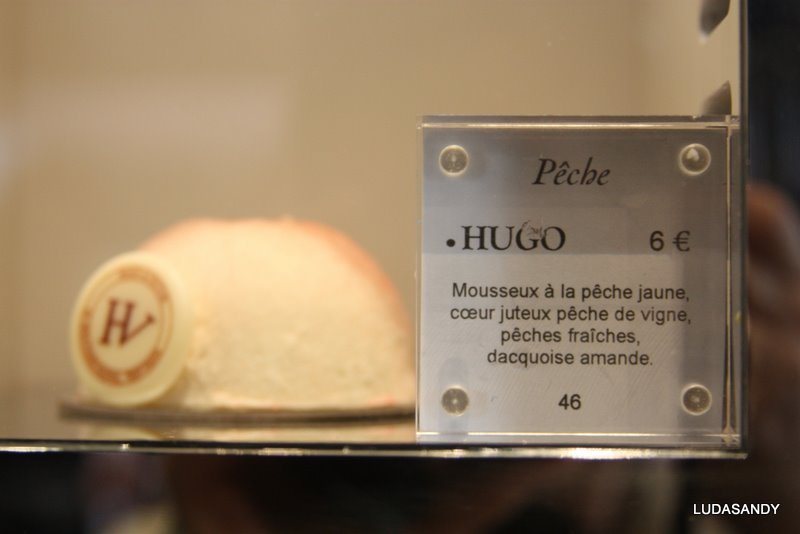 Pêche
• HUGO 6 €
Mousseux à la pêche jaune,
cœur juteux pêche de vigne,
pêches fraîches,
dacquoise amande.
46
HV
LUDASANDY